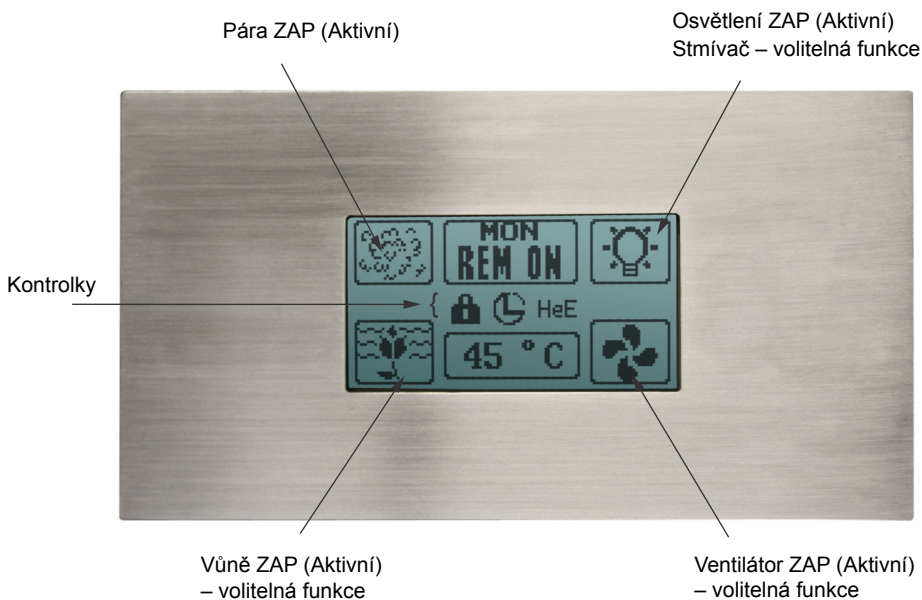 Osvětlení ZAP (Aktivní)
Stmívač – volitelná funkce
Pára ZAP (Aktivní)
MON
REM ON
Kontrolky
HeE
45 °C
Vůně ZAP (Aktivní)
– volitelná funkce
Ventilátor ZAP (Aktivní)
– volitelná funkce